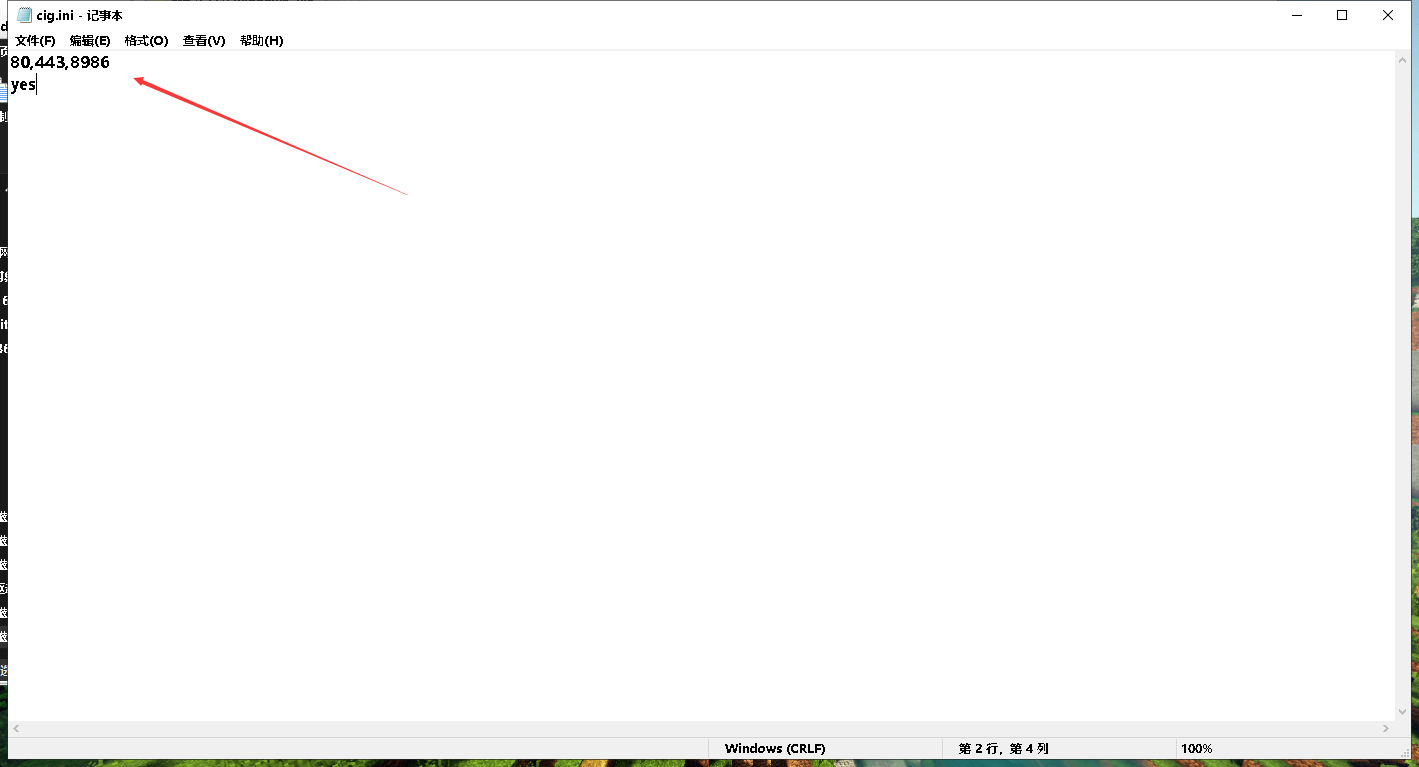 cig.ini - 记事本
文件(F) 编辑(E) 格式(O) 查看(V) 帮助(H)
80,443,8986
yes
Windows (CRLF) 第 2 行，第 4 列 100%